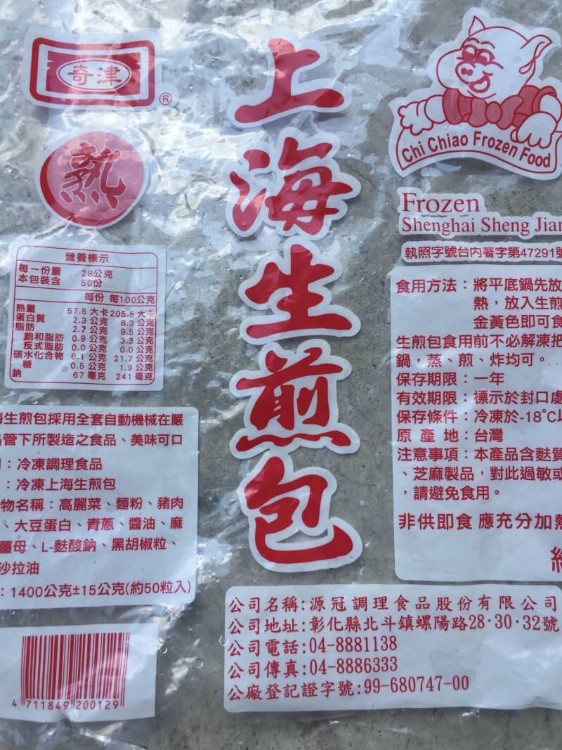 奇津
®
熱
上海生煎包
Chi Chiao Frozen Food
Frozen
Shenghai Sheng Jian
執照字號台內著字第47291號
營養標示
每一份量 28公克
本包裝含 50份
每份 每100公克
熱量 57.5 大卡 205.5 大卡
蛋白質 2.3 公克 8.3 公克
脂肪 2.7 公克 9.5 公克
飽和脂肪 0.9 公克 3.3 公克
反式脂肪 0.0 公克 0.0 公克
碳水化合物 6.1 公克 21.7 公克
糖 0.5 公克 1.9 公克
鈉 67 毫克 241 毫克
食用方法：將平底鍋先放
熱，放入生煎
金黃色即可食
生煎包食用前不必解凍把
鍋，蒸、煎、炸均可。
保存期限：一年
有效期限：標示於封口處
保存條件：冷凍於-18℃以
原產地：台灣
注意事項：本產品含麩質
、芝麻製品，對此過敏或
，請避免食用。
非供即食 應充分加熱
海生煎包採用全套自動機械在嚴
品管下所製造之食品、美味可口
：冷凍調理食品
：冷凍上海生煎包
物名稱：高麗菜、麵粉、豬肉
、大豆蛋白、青蔥、醬油、麻
薑母、L-麩酸鈉、黑胡椒粒、
沙拉油
：1400公克±15公克(約50粒入)
公司名稱:源冠調理食品股份有限公司
公司地址:彰化縣北斗鎮螺陽路28·30·32號
公司電話:04-8881138
公司傳真:04-8886333
公廠登記證字號:99-680747-00
4 711849 200129